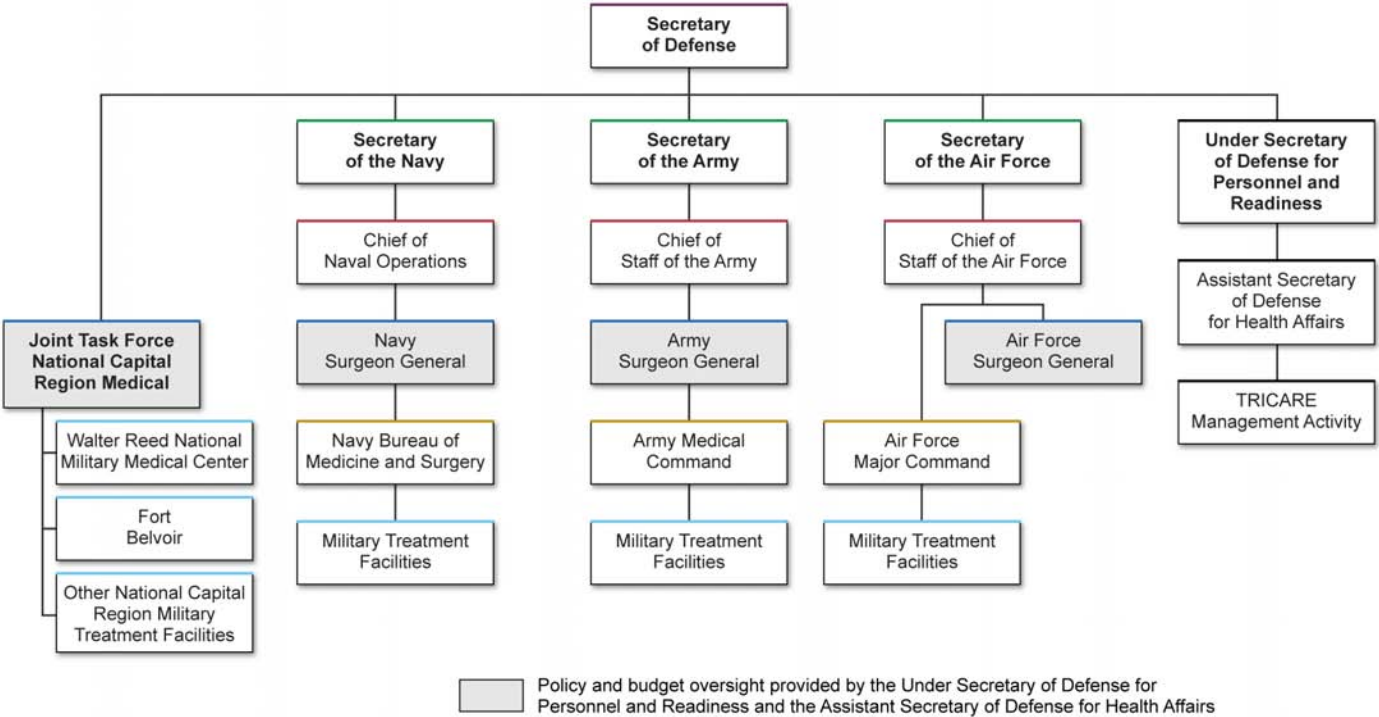 Secretary
of Defense
Secretary
of the Navy
Secretary
of the Army
Secretary
of the Air Force
Under Secretary
of Defense for
Personnel and
Readiness
Chief of
Naval Operations
Chief of
Staff of the Army
Chief of
Staff of the Air Force
Assistant Secretary
of Defense
for Health Affairs
Joint Task Force
National Capital
Region Medical
Navy
Surgeon General
Army
Surgeon General
Air Force
Surgeon General
TRICARE
Management Activity
Walter Reed National
Military Medical Center
Navy Bureau of
Medicine and Surgery
Army Medical
Command
Air Force
Major Command
Fort
Belvoir
Military Treatment
Facilities
Military Treatment
Facilities
Military Treatment
Facilities
Other National Capital
Region Military
Treatment Facilities
Policy and budget oversight provided by the Under Secretary of Defense for
Personnel and Readiness and the Assistant Secretary of Defense for Health Affairs